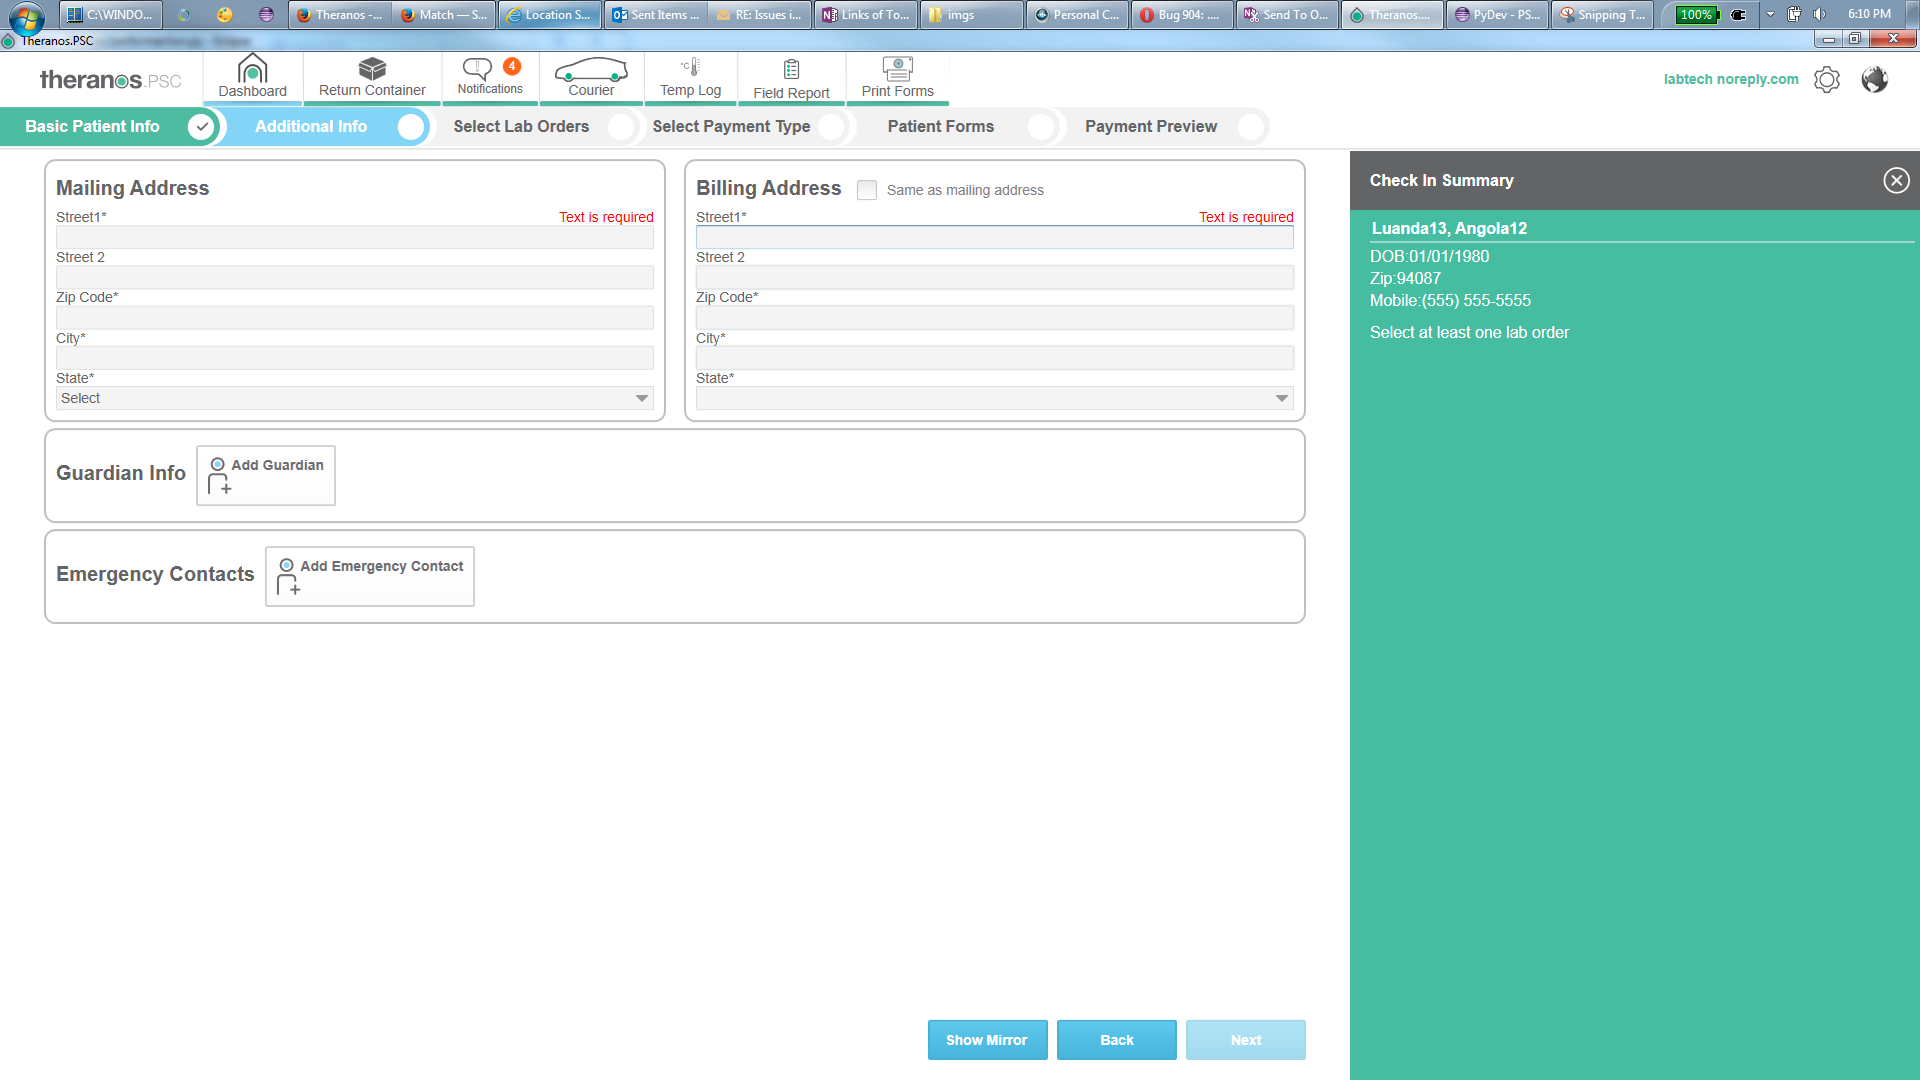 C:\WINDO...
Theranos -...
Match — S...
Location S...
Sent Items ...
RE: Issues i...
Links of To...
imgs
Personal C...
Bug 904: ....
Send To O...
Theranos....
PyDev - PS...
Snipping T...
100%
6:10 PM
Theranos.PSC
theranos.PSC
Dashboard
Return Container
4
Notifications
Courier
°C
Temp Log
Field Report
Print Forms
labtech noreply.com
Basic Patient Info
Additional Info
Select Lab Orders
Select Payment Type
Patient Forms
Payment Preview
Mailing Address
Street1*
Text is required
Street 2
Zip Code*
City*
State*
Select
Billing Address
Same as mailing address
Street1*
Text is required
Street 2
Zip Code*
City*
State*
Guardian Info
Add Guardian
Emergency Contacts
Add Emergency Contact
Show Mirror
Back
Next
Check In Summary
Luanda13, Angola12
DOB:01/01/1980
Zip:94087
Mobile:(555) 555-5555
Select at least one lab order